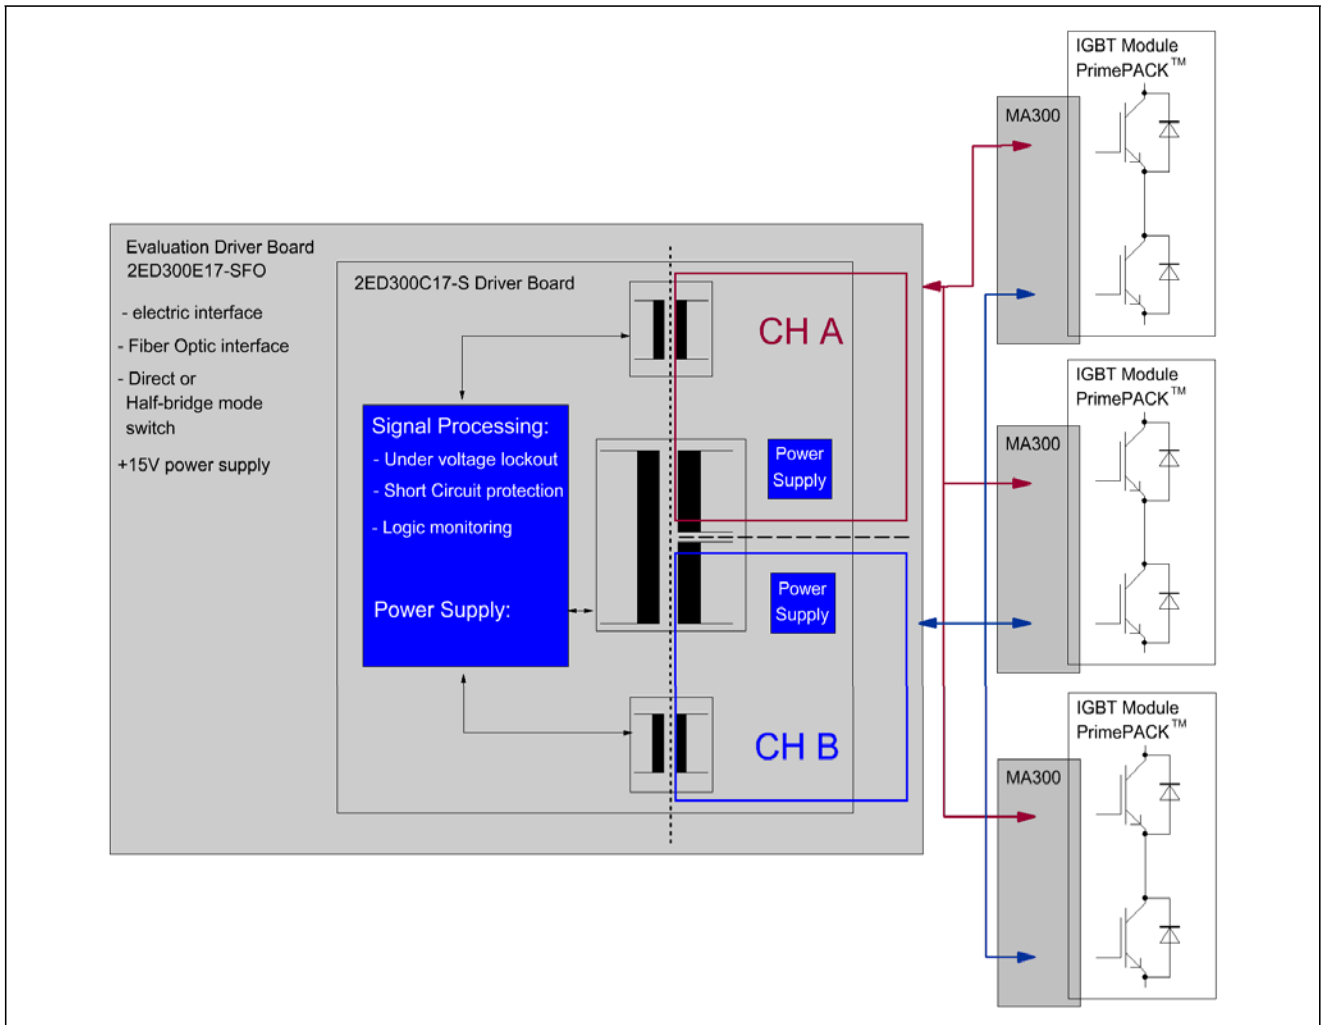 Evaluation Driver Board
2ED300E17-SFO
- electric interface
- Fiber Optic interface
- Direct or
Half-bridge mode
switch
+15V power supply
2ED300C17-S Driver Board
Signal Processing:
- Under voltage lockout
- Short Circuit protection
- Logic monitoring
Power Supply:
CH A
Power
Supply
Power
Supply
CH B
IGBT Module
PrimePACK™
MA300
IGBT Module
PrimePACK™
MA300
IGBT Module
PrimePACK™
MA300